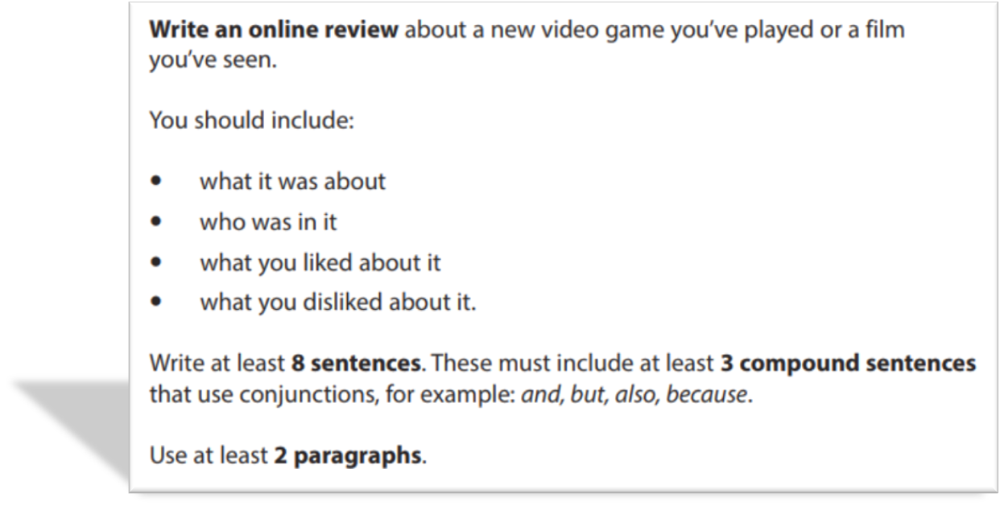 Write an online review about a new video game you've played or a film
you've seen.
You should include:
• what it was about
• who was in it
• what you liked about it
• what you disliked about it.
Write at least 8 sentences. These must include at least 3 compound sentences
that use conjunctions, for example: and, but, also, because.
Use at least 2 paragraphs.